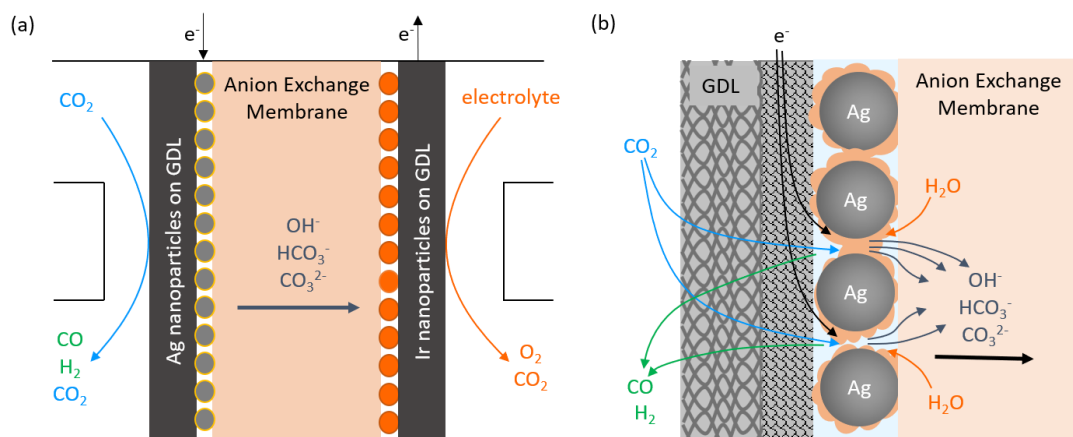 (a)
e⁻
e⁻
CO₂
Anion Exchange
Membrane
electrolyte
Ag nanoparticles on GDL
Ir nanoparticles on GDL
OH⁻
HCO₃⁻
CO₃²⁻
CO
H₂
CO₂
O₂
CO₂
(b)
e⁻
GDL
Ag
Anion Exchange
Membrane
CO₂
Ag
H₂O
Ag
OH⁻
HCO₃⁻
CO₃²⁻
CO
H₂
Ag
H₂O